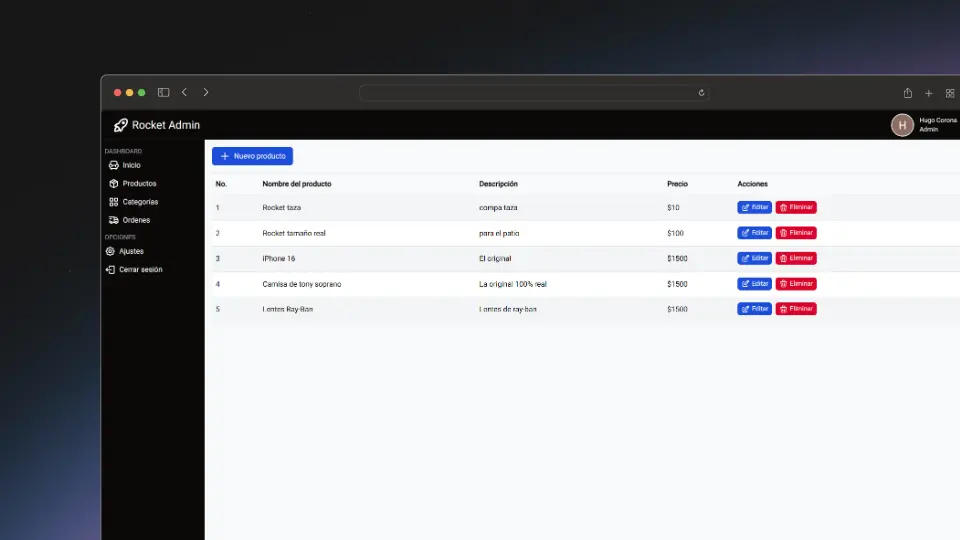 Rocket Admin
Hugo Corona
Admin
DASHBOARD
Inicio
Productos
Categorías
Ordenes
OPCIONES
Ajustes
Cerrar sesión
Nuevo producto
No. Nombre del producto Descripción Precio Acciones
1 Rocket taza compa taza $10 Editar Eliminar
2 Rocket tamaño real para el patio $100 Editar Eliminar
3 iPhone 16 El original $1500 Editar Eliminar
4 Camisa de tony soprano La original 100% real $1500 Editar Eliminar
5 Lentes Ray-Ban Lentes de ray-ban $1500 Editar Eliminar
H